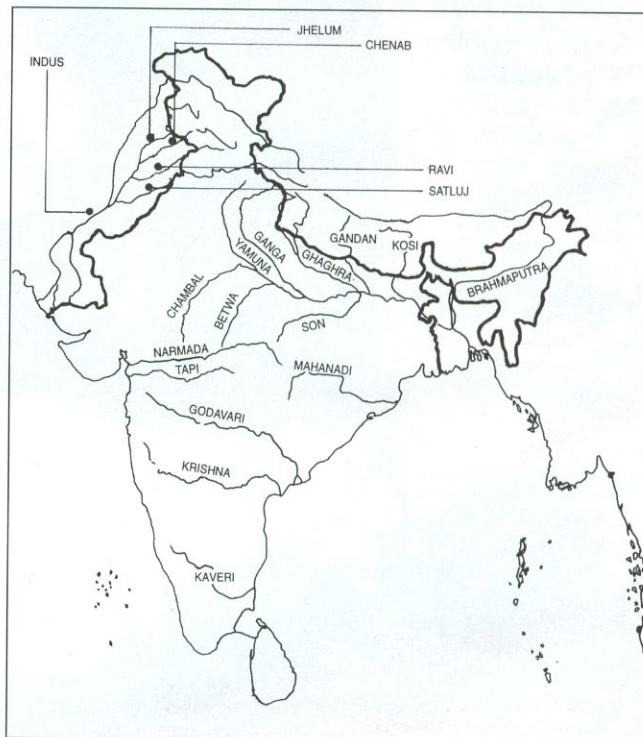 JHELUM
CHENAB
INDUS
RAVI
SATLUJ
GANDAN
KOSI
GANGA
YAMUNA
GHAGHRA
BRAHMAPUTRA
CHAMBAL
BETWA
SON
NARMADA
TAPI
MAHANADI
GODAVARI
KRISHNA
KAVERI